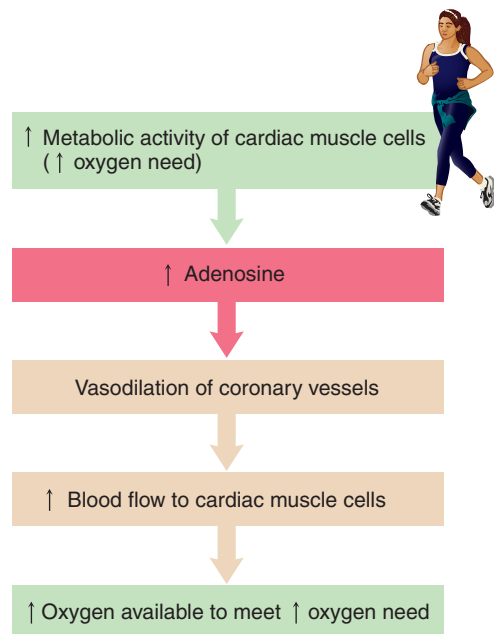 ↑ Metabolic activity of cardiac muscle cells
(↑ oxygen need)
↑ Adenosine
Vasodilation of coronary vessels
↑ Blood flow to cardiac muscle cells
↑ Oxygen available to meet ↑ oxygen need